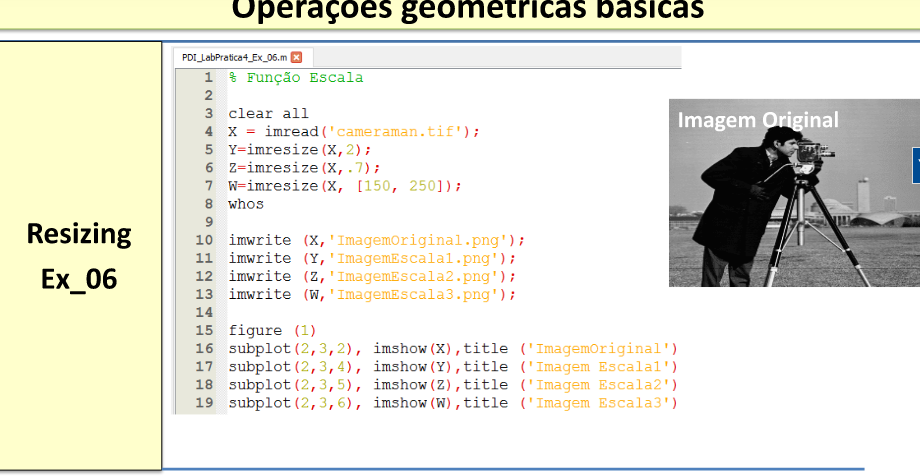 Operações geométricas básicas
PDI_LabPratica4_Ex_06.m
1 % Função Escala
2
3 clear all
4 X = imread('cameraman.tif');
5 Y=imresize(X,2);
6 Z=imresize(X,.7);
7 W=imresize(X, [150, 250]);
8 whos
9
10 imwrite (X,'ImagemOriginal.png');
11 imwrite (Y,'ImagemEscala1.png');
12 imwrite (Z,'ImagemEscala2.png');
13 imwrite (W,'ImagemEscala3.png');
14
15 figure (1)
16 subplot(2,3,2), imshow(X),title ('ImagemOriginal')
17 subplot(2,3,4), imshow(Y),title ('Imagem Escala1')
18 subplot(2,3,5), imshow(Z),title ('Imagem Escala2')
19 subplot(2,3,6), imshow(W),title ('Imagem Escala3')
Resizing
Ex_06
Imagem Original